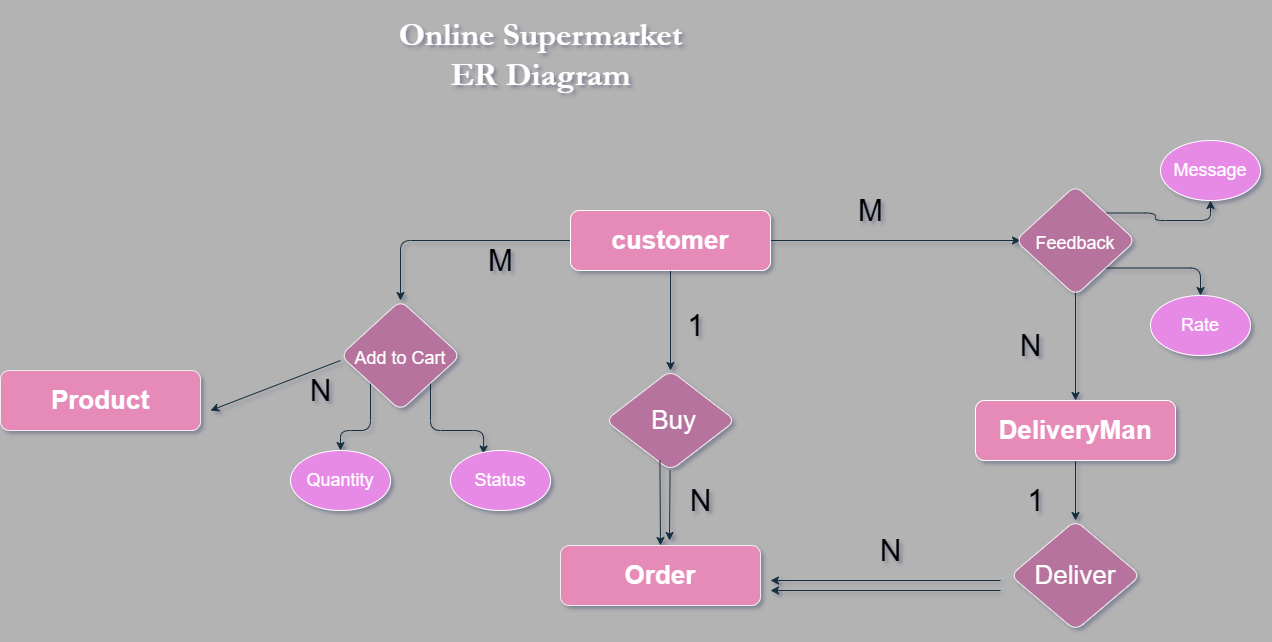 Online Supermarket
ER Diagram
Message
M
customer
Feedback
M
Rate
1
N
Add to Cart
N
Product
Buy
DeliveryMan
Quantity
Status
N
1
N
Order
Deliver